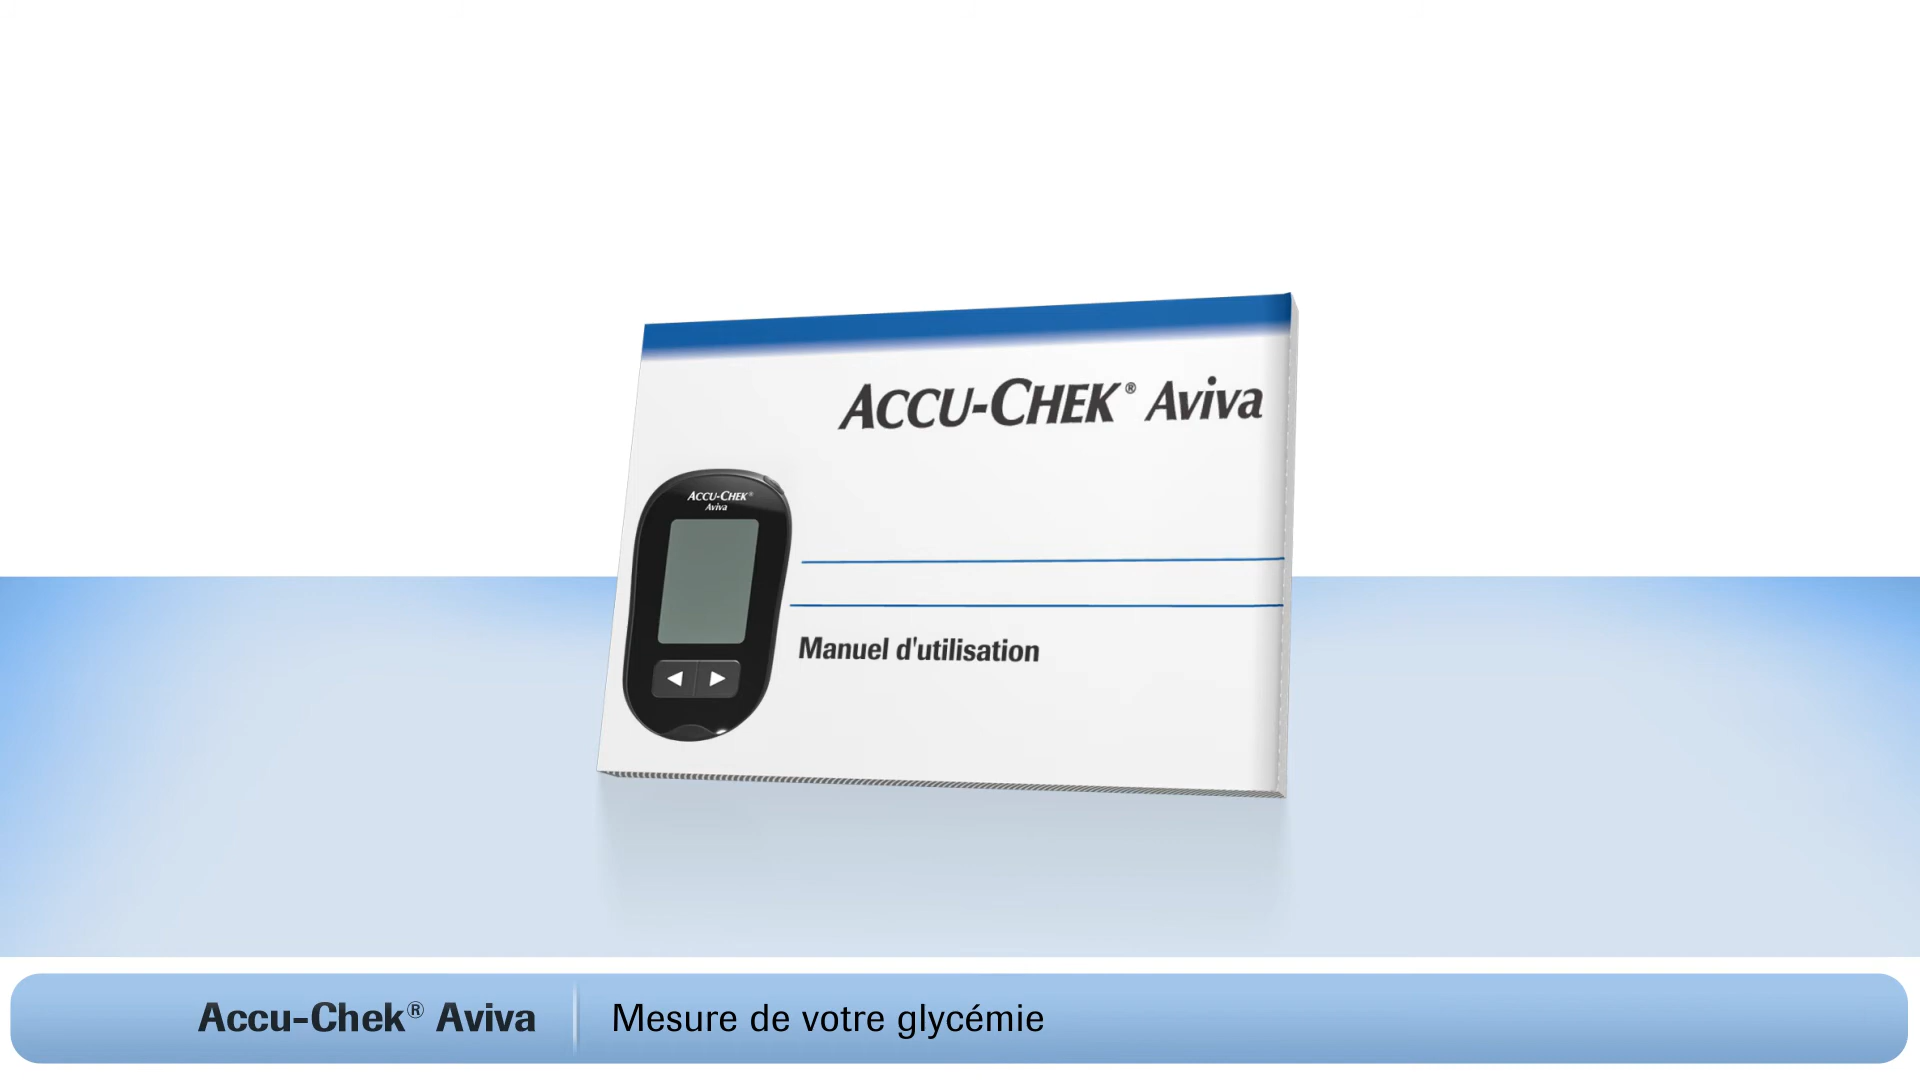 ACCU-CHEK® Aviva
ACCU-CHEK®
Aviva
Manuel d'utilisation
Accu-Chek® Aviva
Mesure de votre glycémie